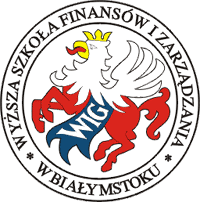 WYŻSZA SZKOŁA FINANSÓW I ZARZĄDZANIA
* W BIAŁYMSTOKU *
WIG